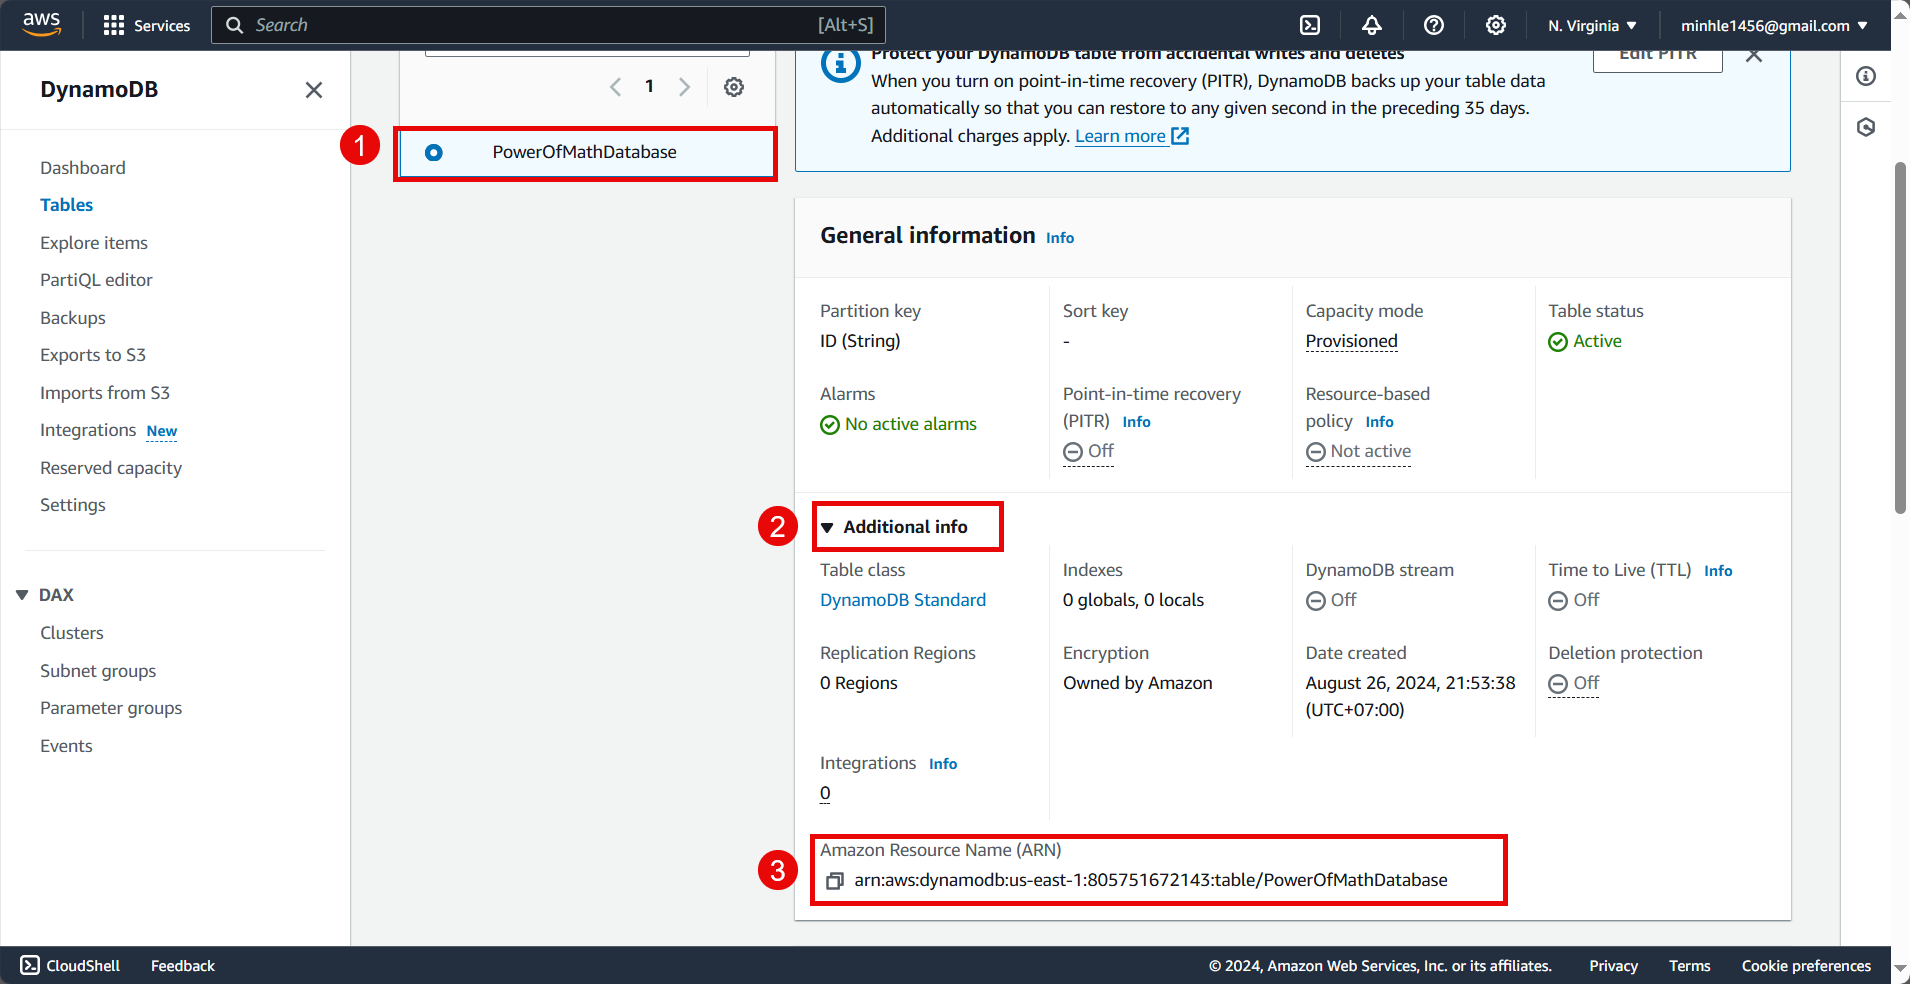 aws
Services
Search
[Alt+S]
N. Virginia
minhle1456@gmail.com
DynamoDB
Dashboard
Tables
Explore items
PartiQL editor
Backups
Exports to S3
Imports from S3
Integrations New
Reserved capacity
Settings
DAX
Clusters
Subnet groups
Parameter groups
Events
1
1
PowerOfMathDatabase
Protect your DynamoDB table from accidental writes and deletes
When you turn on point-in-time recovery (PITR), DynamoDB backs up your table data
automatically so that you can restore to any given second in the preceding 35 days.
Additional charges apply. Learn more
Edit PITR
General information Info
Partition key
ID (String)
Sort key
-
Capacity mode
Provisioned
Table status
Active
Alarms
No active alarms
Point-in-time recovery
(PITR) Info
Off
Resource-based
policy Info
Not active
2
Additional info
Table class
DynamoDB Standard
Indexes
0 globals, 0 locals
DynamoDB stream
Off
Time to Live (TTL) Info
Off
Replication Regions
0 Regions
Encryption
Owned by Amazon
Date created
August 26, 2024, 21:53:38
(UTC+07:00)
Deletion protection
Off
Integrations Info
0
3
Amazon Resource Name (ARN)
arn:aws:dynamodb:us-east-1:805751672143:table/PowerOfMathDatabase
CloudShell
Feedback
© 2024, Amazon Web Services, Inc. or its affiliates.
Privacy
Terms
Cookie preferences